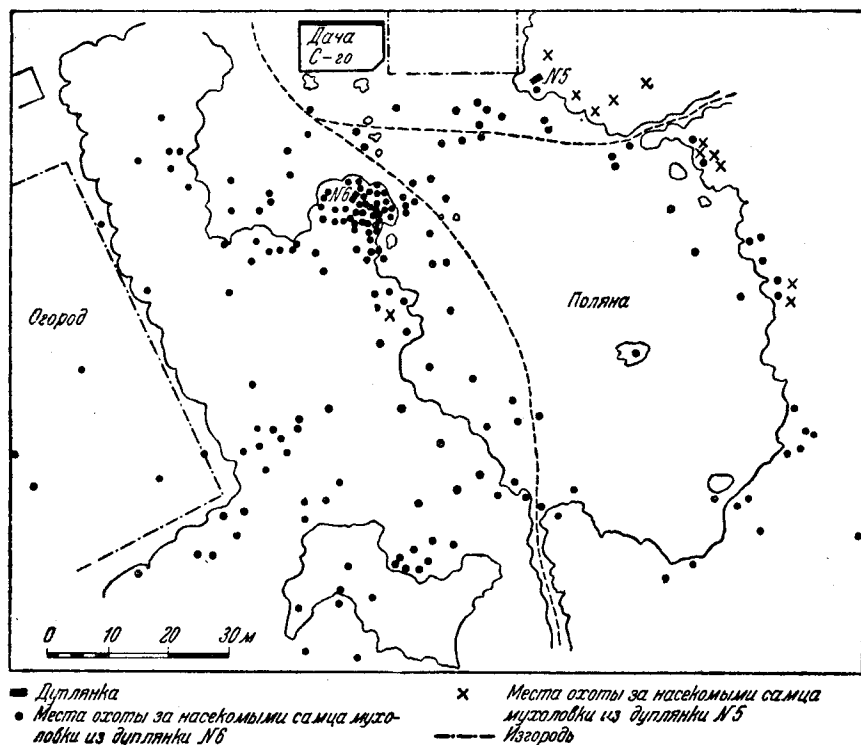 Дача
С-го
N5
N6
Огород
Поляна
0 10 20 30 м
Дуплянка
Места охоты за насекомыми самца мухо-
ловки из дуплянки N6
Места охоты за насекомыми самца
мухоловки из дуплянки N5
Изгородь